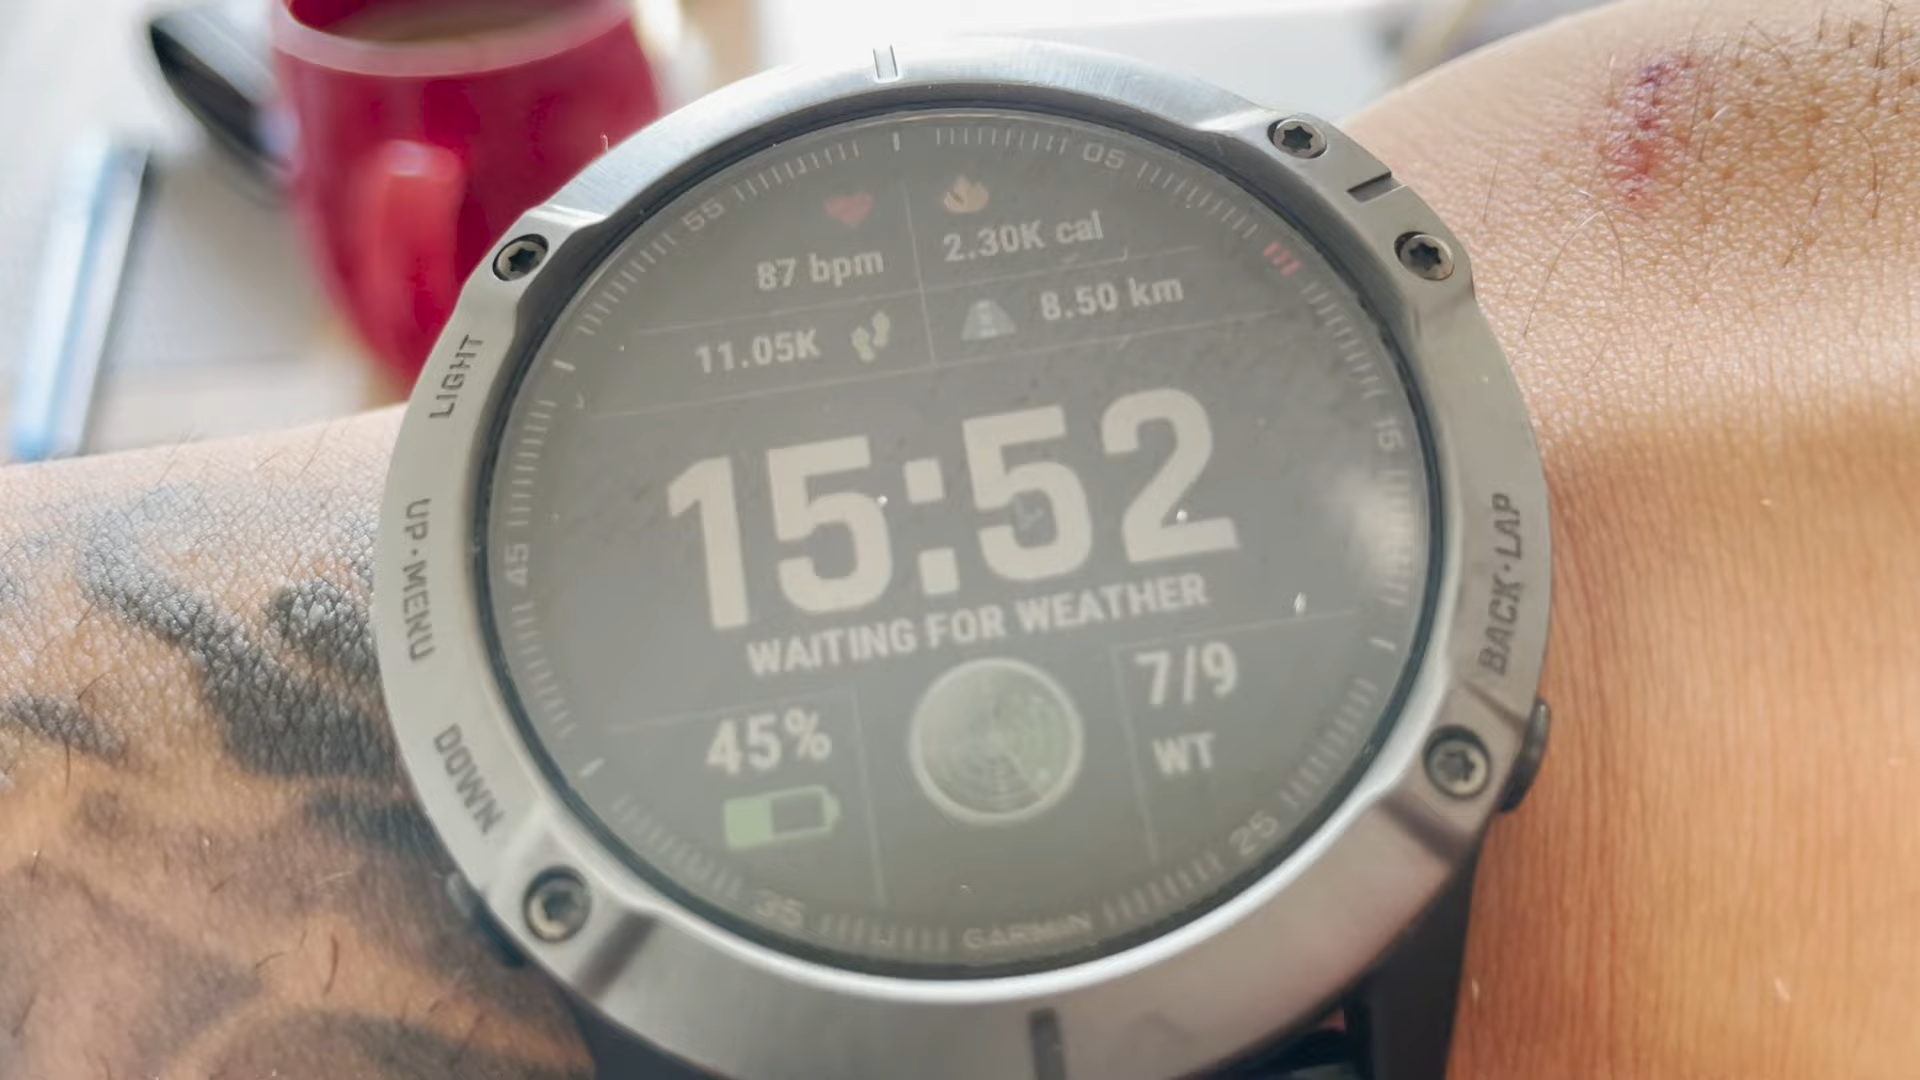 55
05
87 bpm
2.30K cal
11.05K
8.50 km
LIGHT
15:52
15
UP·MENU
45
WAITING FOR WEATHER
BACK·LAP
45%
7/9
WT
DOWN
35
25
GARMIN